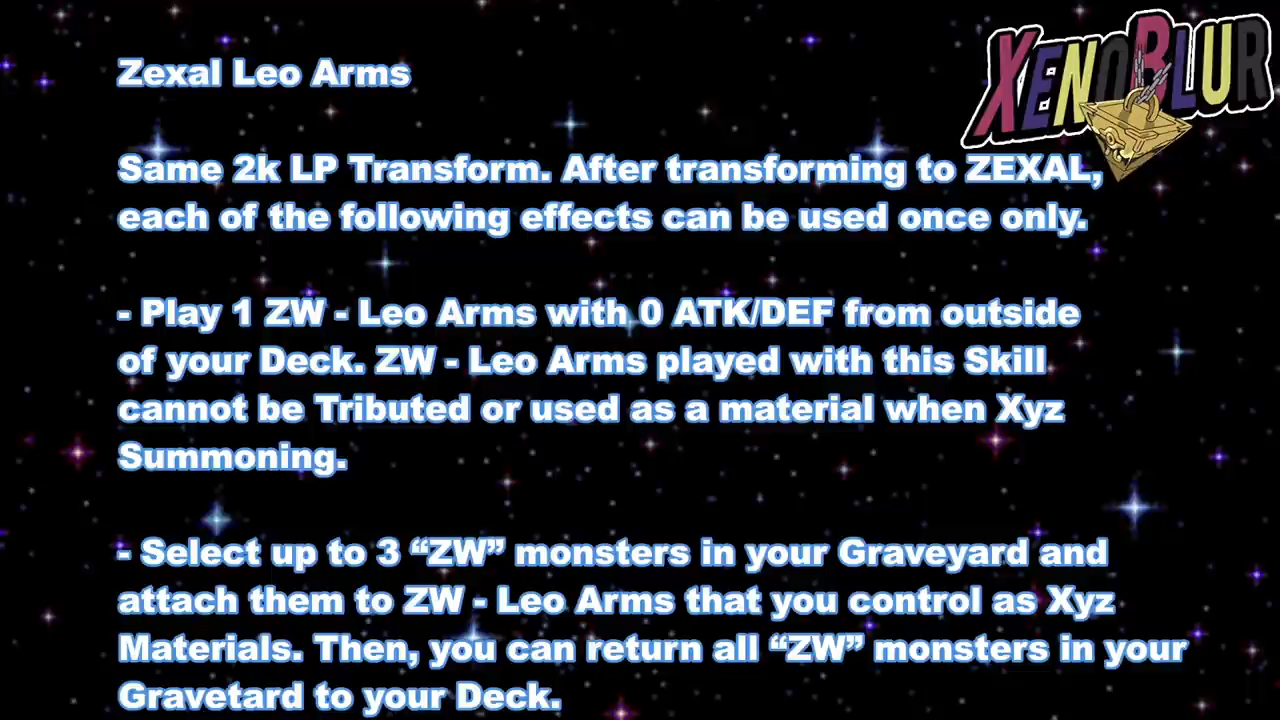 XENOBLUR
Zexal Leo Arms
Same 2k LP Transform. After transforming to ZEXAL,
each of the following effects can be used once only.
- Play 1 ZW - Leo Arms with 0 ATK/DEF from outside
of your Deck. ZW - Leo Arms played with this Skill
cannot be Tributed or used as a material when Xyz
Summoning.
- Select up to 3 “ZW” monsters in your Graveyard and
attach them to ZW - Leo Arms that you control as Xyz
Materials. Then, you can return all “ZW” monsters in your
Gravetard to your Deck.